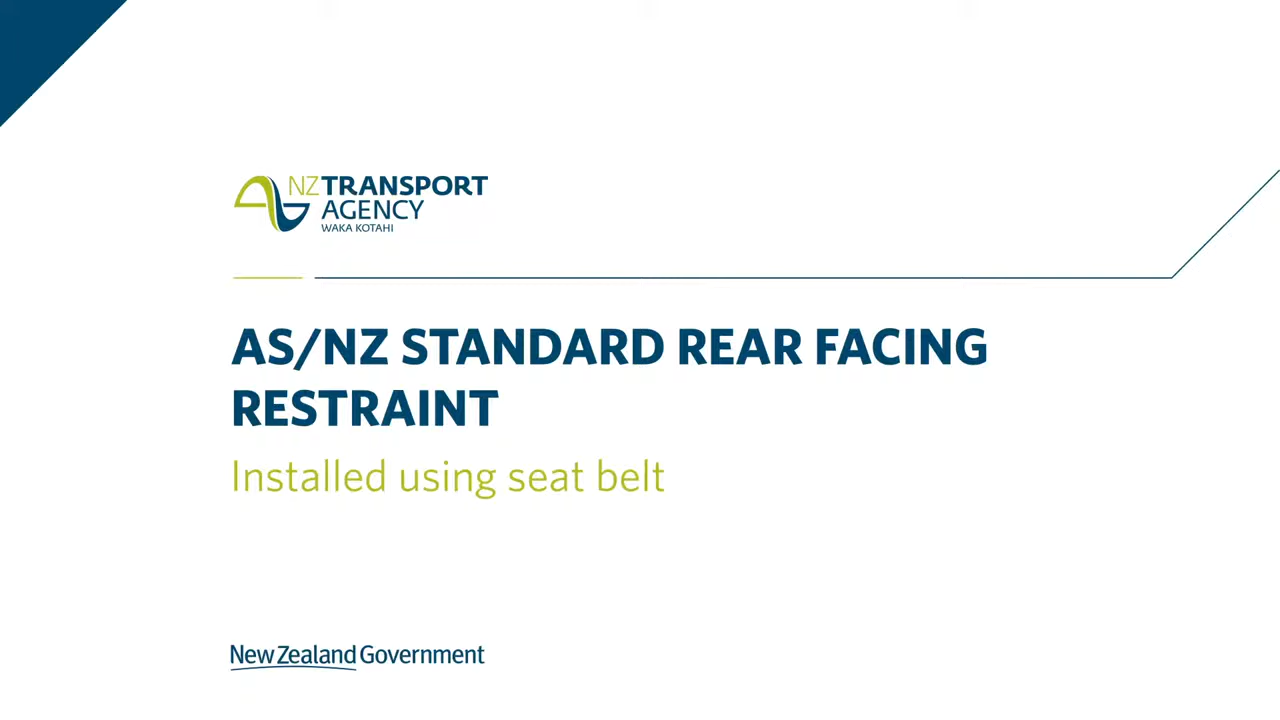 NZ TRANSPORT
AGENCY
WAKA KOTAHI
AS/NZ STANDARD REAR FACING
RESTRAINT
Installed using seat belt
New Zealand Government